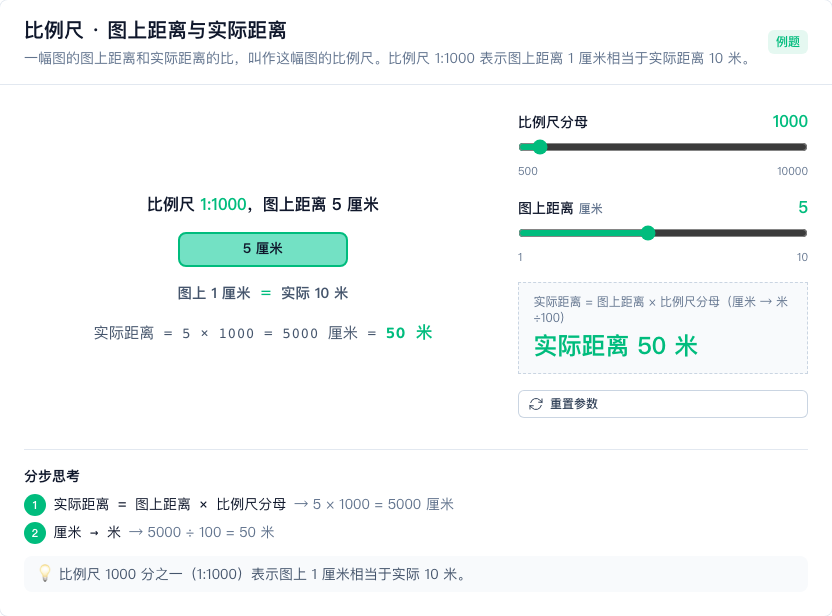 比例尺 · 图上距离与实际距离
一幅图的图上距离和实际距离的比，叫作这幅图的比例尺。比例尺 1:1000 表示图上距离 1 厘米相当于实际距离 10 米。
例题
比例尺 1:1000，图上距离 5 厘米
5 厘米
图上 1 厘米 = 实际 10 米
实际距离 = 5 × 1000 = 5000 厘米 = 50 米
比例尺分母 1000
500 10000
图上距离 厘米 5
1 10
实际距离 = 图上距离 × 比例尺分母（厘米 → 米
÷100）
实际距离 50 米
重置参数
分步思考
1 实际距离 = 图上距离 × 比例尺分母 → 5 × 1000 = 5000 厘米
2 厘米 → 米 → 5000 ÷ 100 = 50 米
比例尺 1000 分之一（1:1000）表示图上 1 厘米相当于实际 10 米。